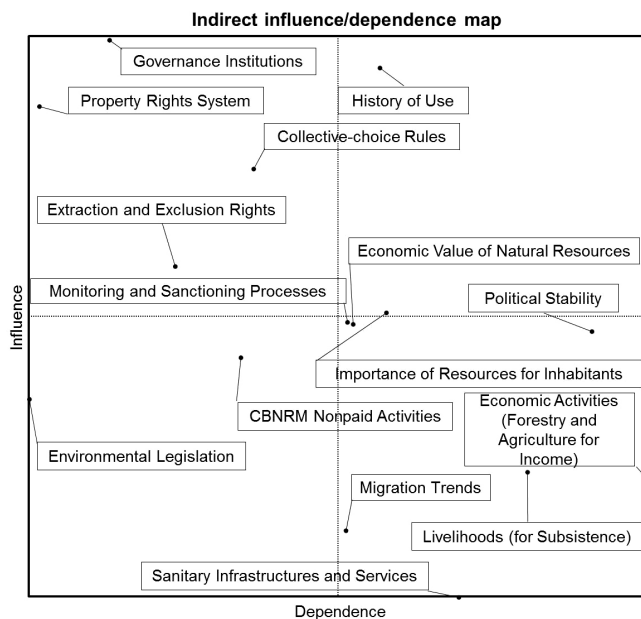 Indirect influence/dependence map
Governance Institutions
Property Rights System
History of Use
Collective-choice Rules
Extraction and Exclusion Rights
Economic Value of Natural Resources
Monitoring and Sanctioning Processes
Political Stability
Influence
Importance of Resources for Inhabitants
CBNRM Nonpaid Activities
Economic Activities
(Forestry and
Agriculture for
Income)
Environmental Legislation
Migration Trends
Livelihoods (for Subsistence)
Sanitary Infrastructures and Services
Dependence